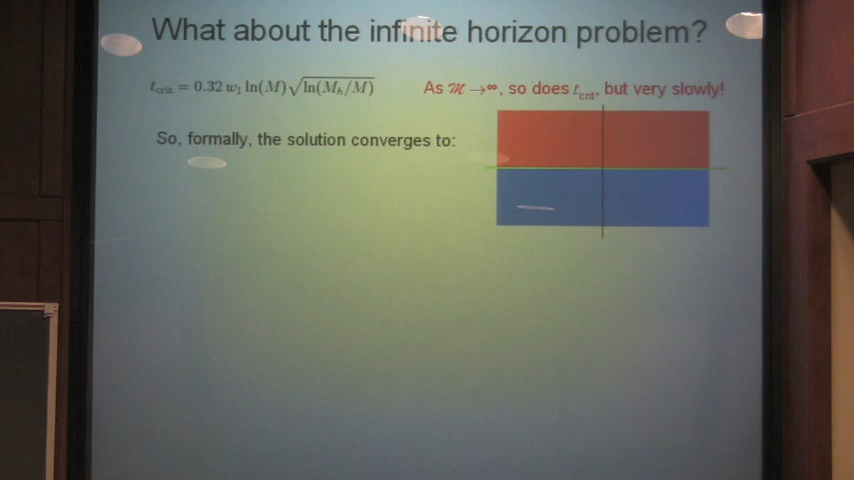 What about the infinite horizon problem?
t_crit = 0.32 w_1 ln(M) √ln(M_h/M)
As ℳ →∞, so does t_crit, but very slowly!
So, formally, the solution converges to: